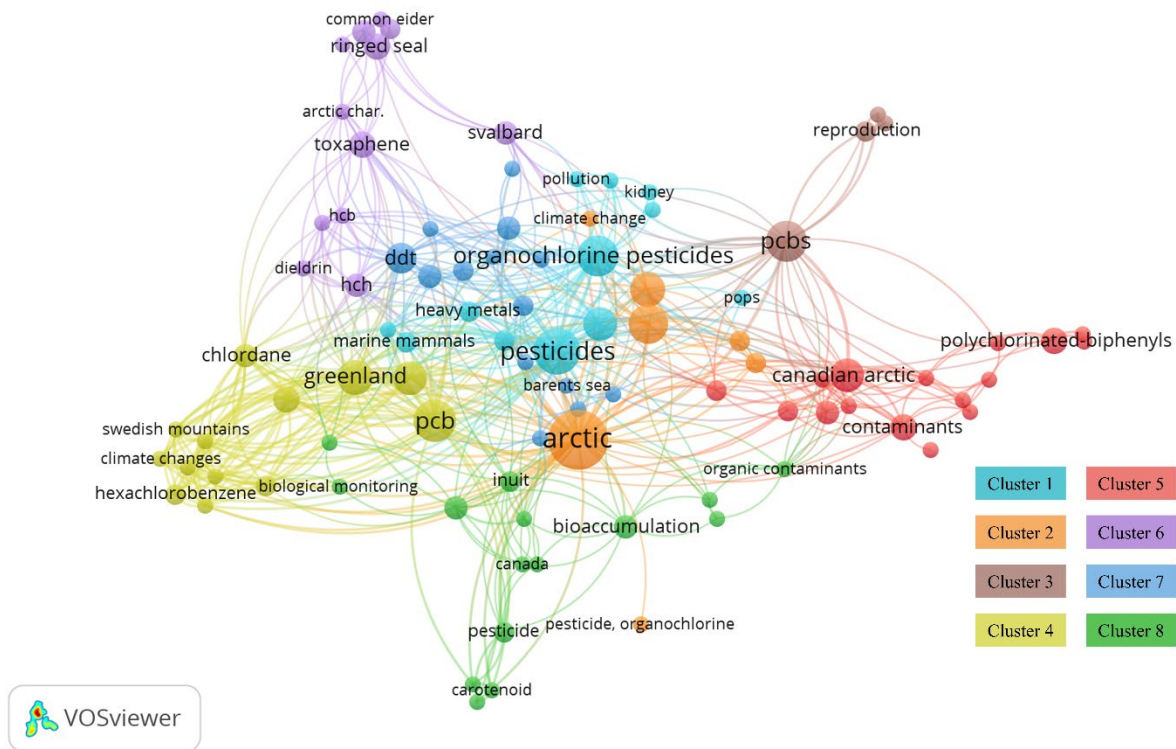 common eider
ringed seal
arctic char.
toxaphene
svalbard
reproduction
pollution
kidney
hcb
climate change
pcbs
ddt
organochlorine pesticides
dieldrin
hch
pops
heavy metals
marine mammals
polychlorinated-biphenyls
chlordane
pesticides
greenland
canadian arctic
barents sea
pcb
swedish mountains
arctic
contaminants
climate changes
organic contaminants
hexachlorobenzene
biological monitoring
inuit
bioaccumulation
canada
pesticide
pesticide, organochlorine
carotenoid
Cluster 1
Cluster 5
Cluster 2
Cluster 6
Cluster 3
Cluster 7
Cluster 4
Cluster 8
VOSviewer